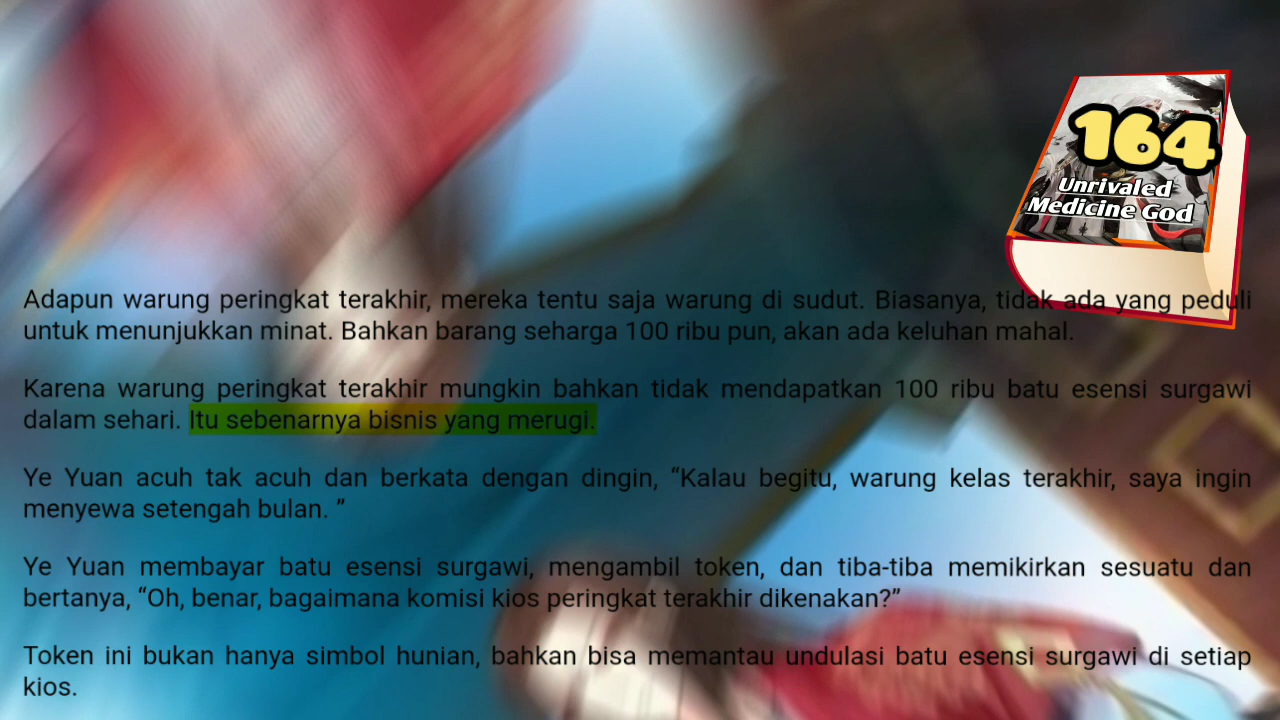 164
Unrivaled
Medicine God
Adapun warung peringkat terakhir, mereka tentu saja warung di sudut. Biasanya, tidak ada yang peduli
untuk menunjukkan minat. Bahkan barang seharga 100 ribu pun, akan ada keluhan mahal.
Karena warung peringkat terakhir mungkin bahkan tidak mendapatkan 100 ribu batu esensi surgawi
dalam sehari. Itu sebenarnya bisnis yang merugi.
Ye Yuan acuh tak acuh dan berkata dengan dingin, “Kalau begitu, warung kelas terakhir, saya ingin
menyewa setengah bulan. ”
Ye Yuan membayar batu esensi surgawi, mengambil token, dan tiba-tiba memikirkan sesuatu dan
bertanya, “Oh, benar, bagaimana komisi kios peringkat terakhir dikenakan?”
Token ini bukan hanya simbol hunian, bahkan bisa memantau undulasi batu esensi surgawi di setiap
kios.